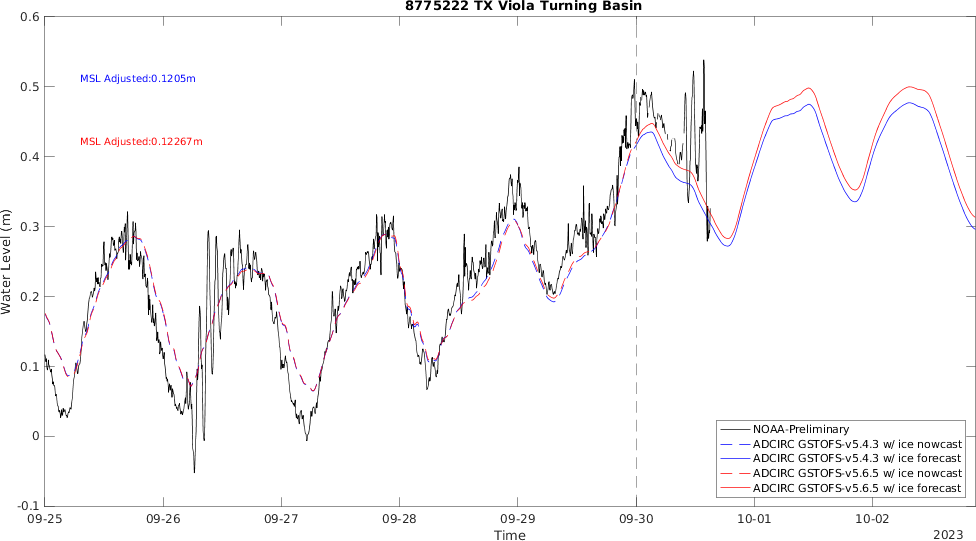 8775222 TX Viola Turning Basin
0.6
0.5
0.4
0.3
0.2
0.1
0
-0.1
Water Level (m)
MSL Adjusted:0.1205m
MSL Adjusted:0.12267m
NOAA-Preliminary
ADCIRC GSTOFS-v5.4.3 w/ ice nowcast
ADCIRC GSTOFS-v5.4.3 w/ ice forecast
ADCIRC GSTOFS-v5.6.5 w/ ice nowcast
ADCIRC GSTOFS-v5.6.5 w/ ice forecast
09-25 09-26 09-27 09-28 09-29 09-30 10-01 10-02
Time
2023